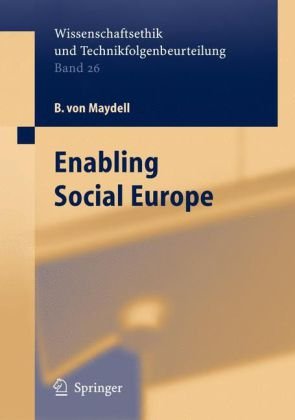 Wissenschaftsethik
und Technikfolgenbeurteilung
Band 26
B. von Maydell
Enabling
Social Europe
Springer